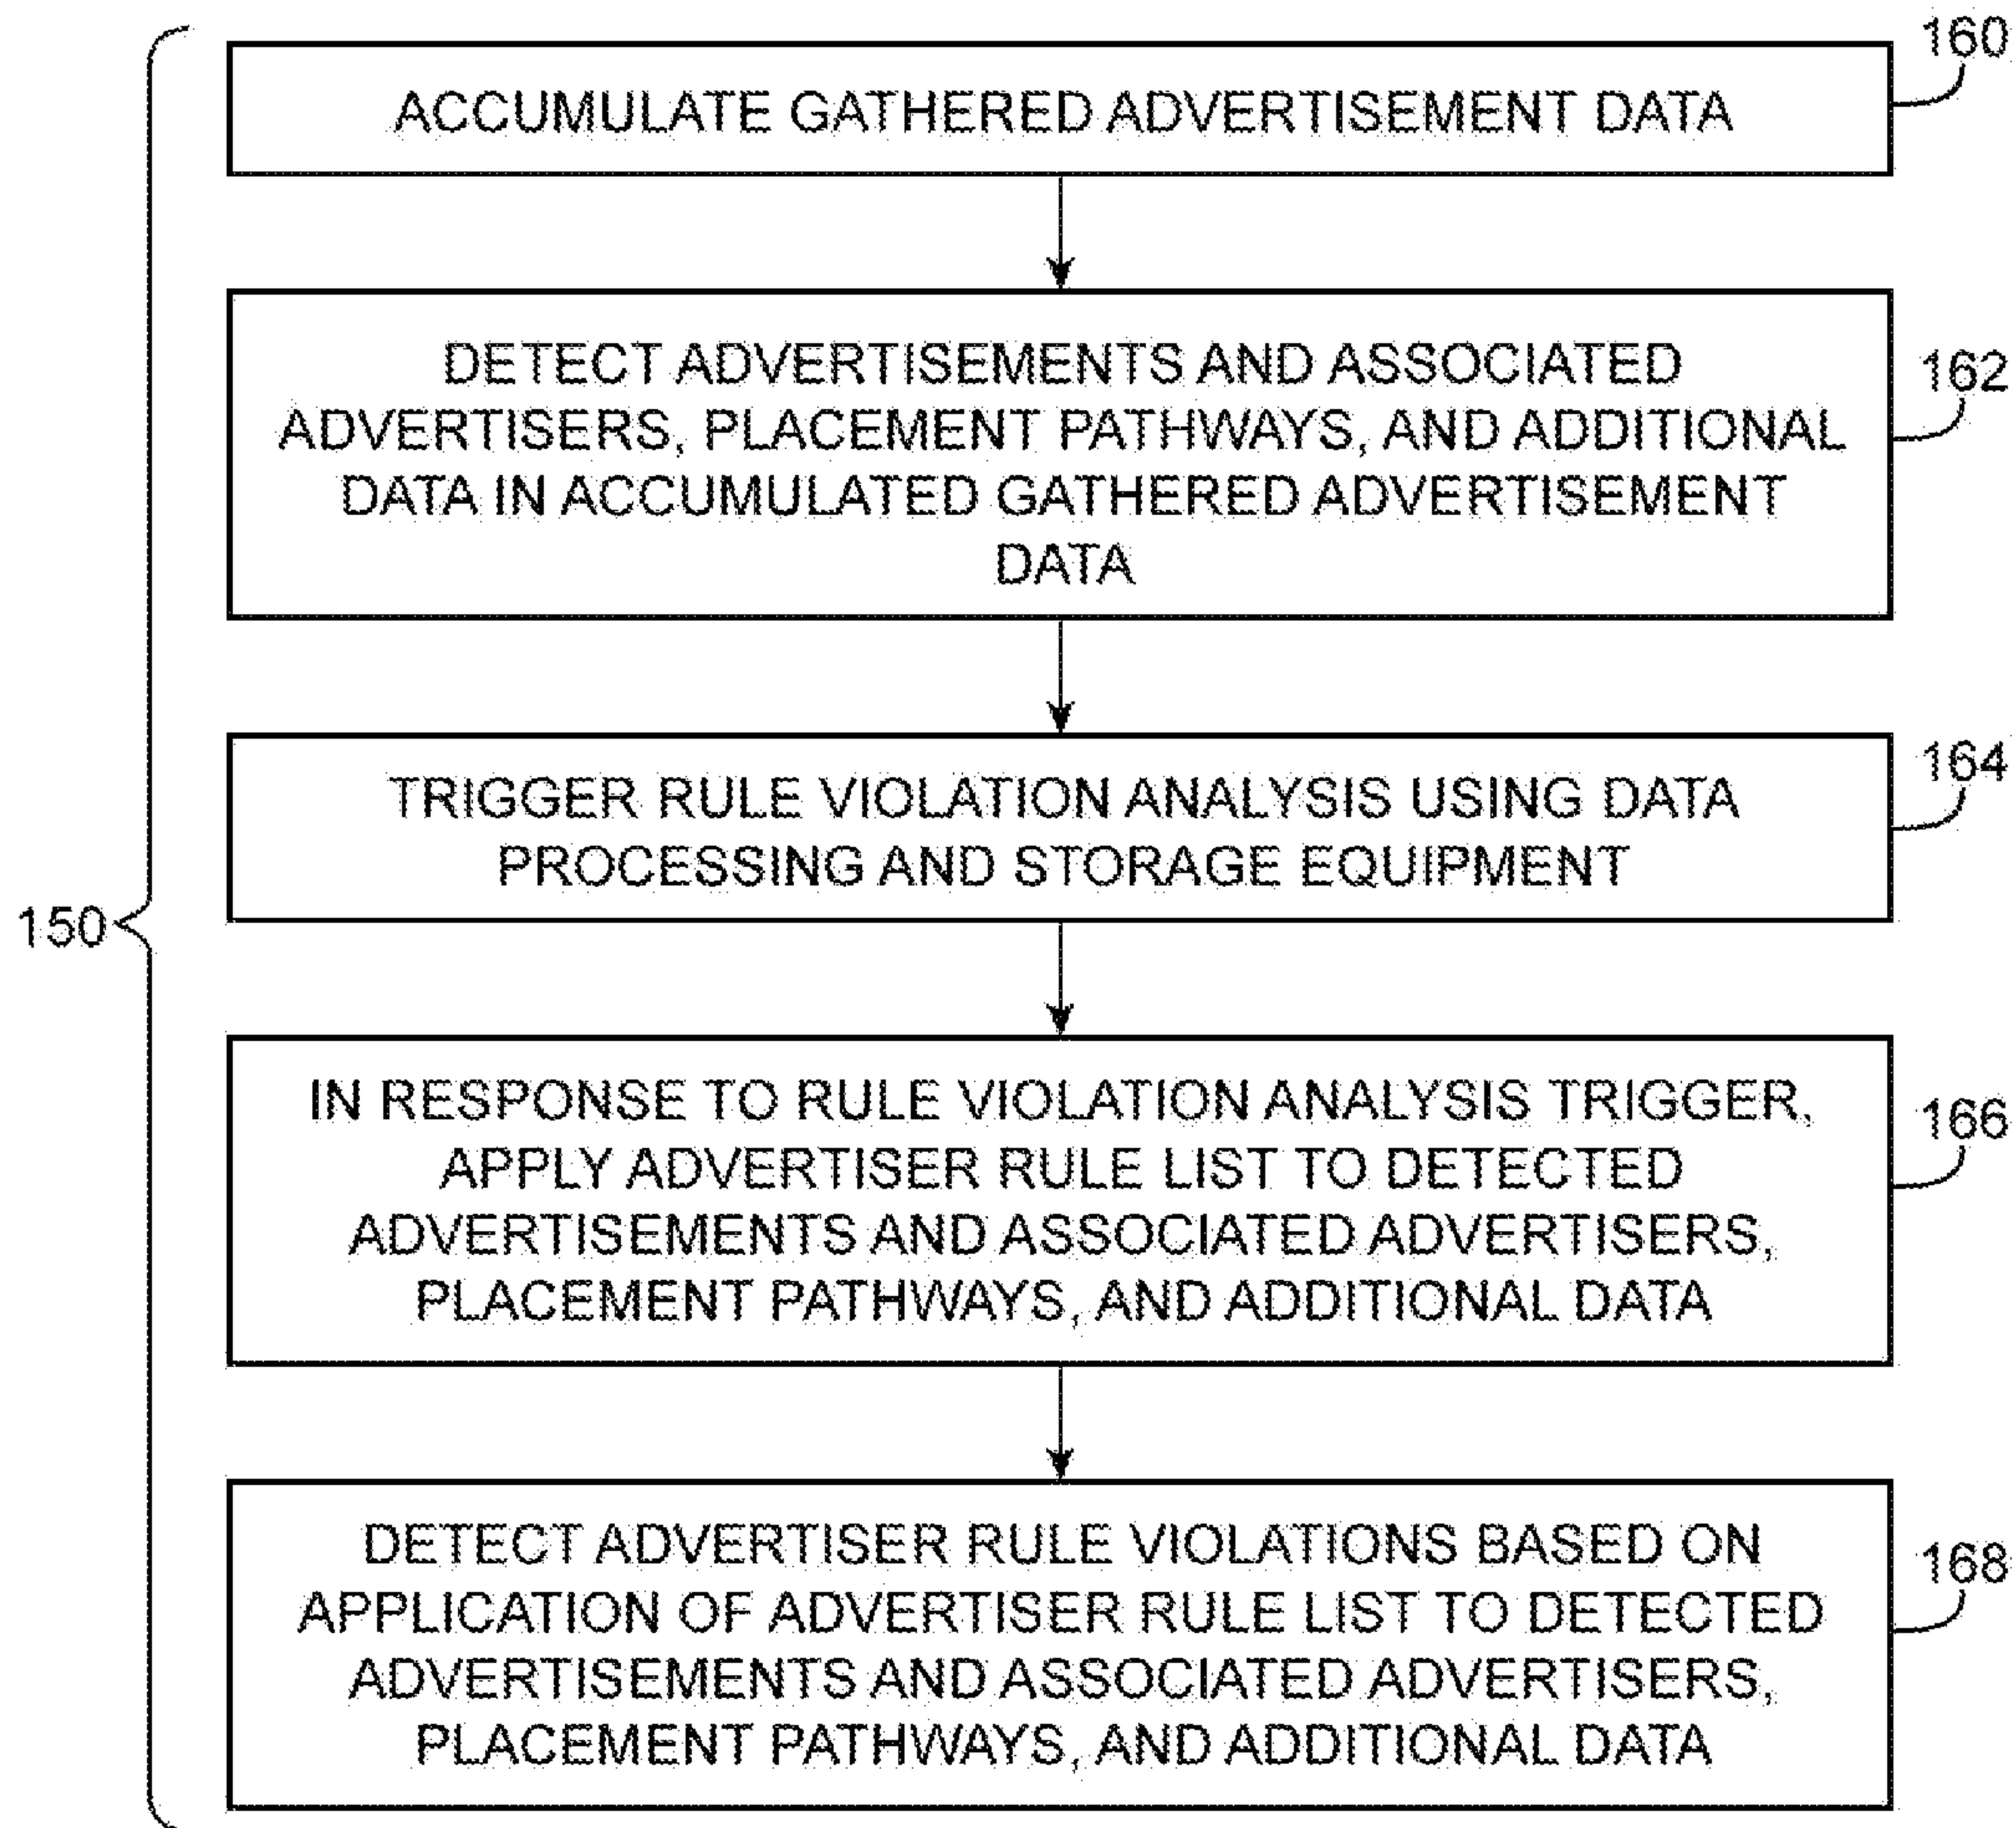 160
ACCUMULATE GATHERED ADVERTISEMENT DATA
DETECT ADVERTISEMENTS AND ASSOCIATED
ADVERTISERS, PLACEMENT PATHWAYS, AND ADDITIONAL
DATA IN ACCUMULATED GATHERED ADVERTISEMENT
DATA
162
TRIGGER RULE VIOLATION ANALYSIS USING DATA
PROCESSING AND STORAGE EQUIPMENT
164
150
IN RESPONSE TO RULE VIOLATION ANALYSIS TRIGGER,
APPLY ADVERTISER RULE LIST TO DETECTED
ADVERTISEMENTS AND ASSOCIATED ADVERTISERS,
PLACEMENT PATHWAYS, AND ADDITIONAL DATA
166
DETECT ADVERTISER RULE VIOLATIONS BASED ON
APPLICATION OF ADVERTISER RULE LIST TO DETECTED
ADVERTISEMENTS AND ASSOCIATED ADVERTISERS,
PLACEMENT PATHWAYS, AND ADDITIONAL DATA
168